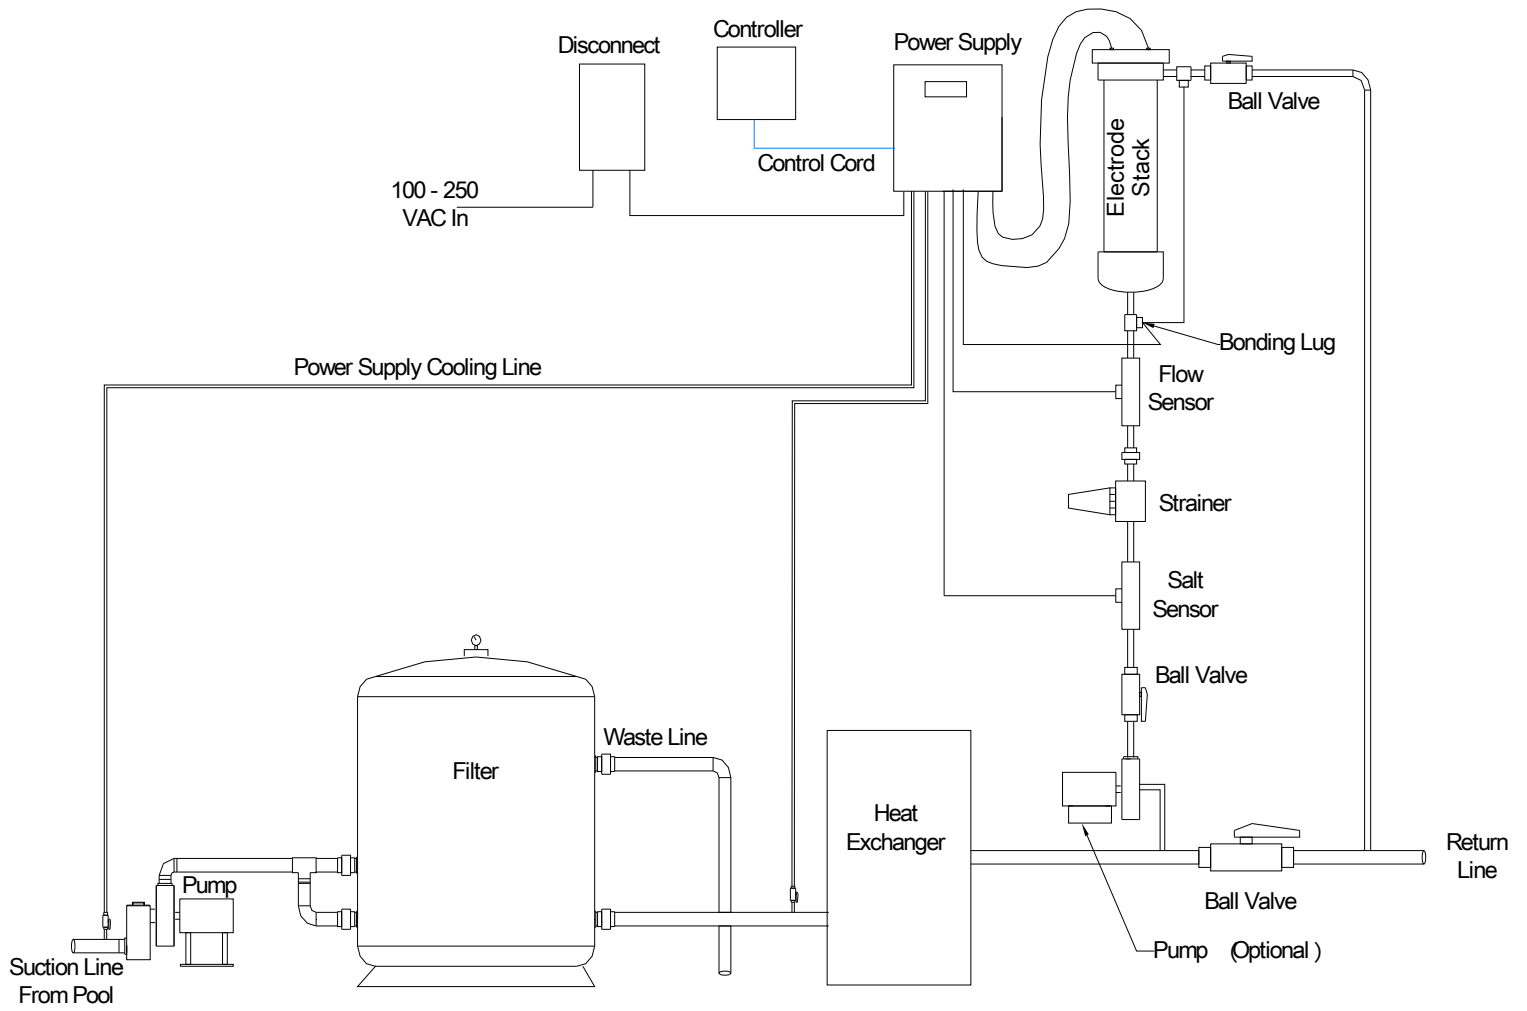 Disconnect
Controller
Power Supply
Ball Valve
Control Cord
Electrode
Stack
100 - 250
VAC In
Bonding Lug
Power Supply Cooling Line
Flow
Sensor
Strainer
Salt
Sensor
Ball Valve
Waste Line
Filter
Heat
Exchanger
Return
Line
Pump
Ball Valve
Pump (Optional )
Suction Line
From Pool